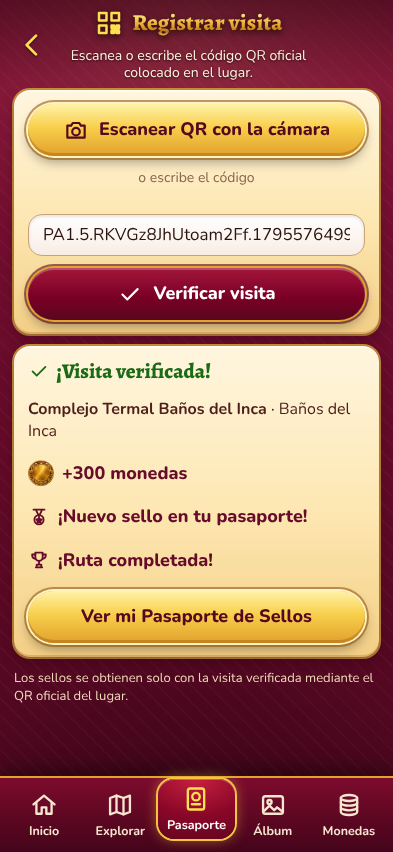 Registrar visita
Escanea o escribe el código QR oficial
colocado en el lugar.
Escanear QR con la cámara
o escribe el código
PA1.5.RKVGz8JhUtoam2Ff.1795576499
Verificar visita
¡Visita verificada!
Complejo Termal Baños del Inca · Baños del
Inca
+300 monedas
¡Nuevo sello en tu pasaporte!
¡Ruta completada!
Ver mi Pasaporte de Sellos
Los sellos se obtienen solo con la visita verificada mediante el
QR oficial del lugar.
Inicio
Explorar
Pasaporte
Álbum
Monedas